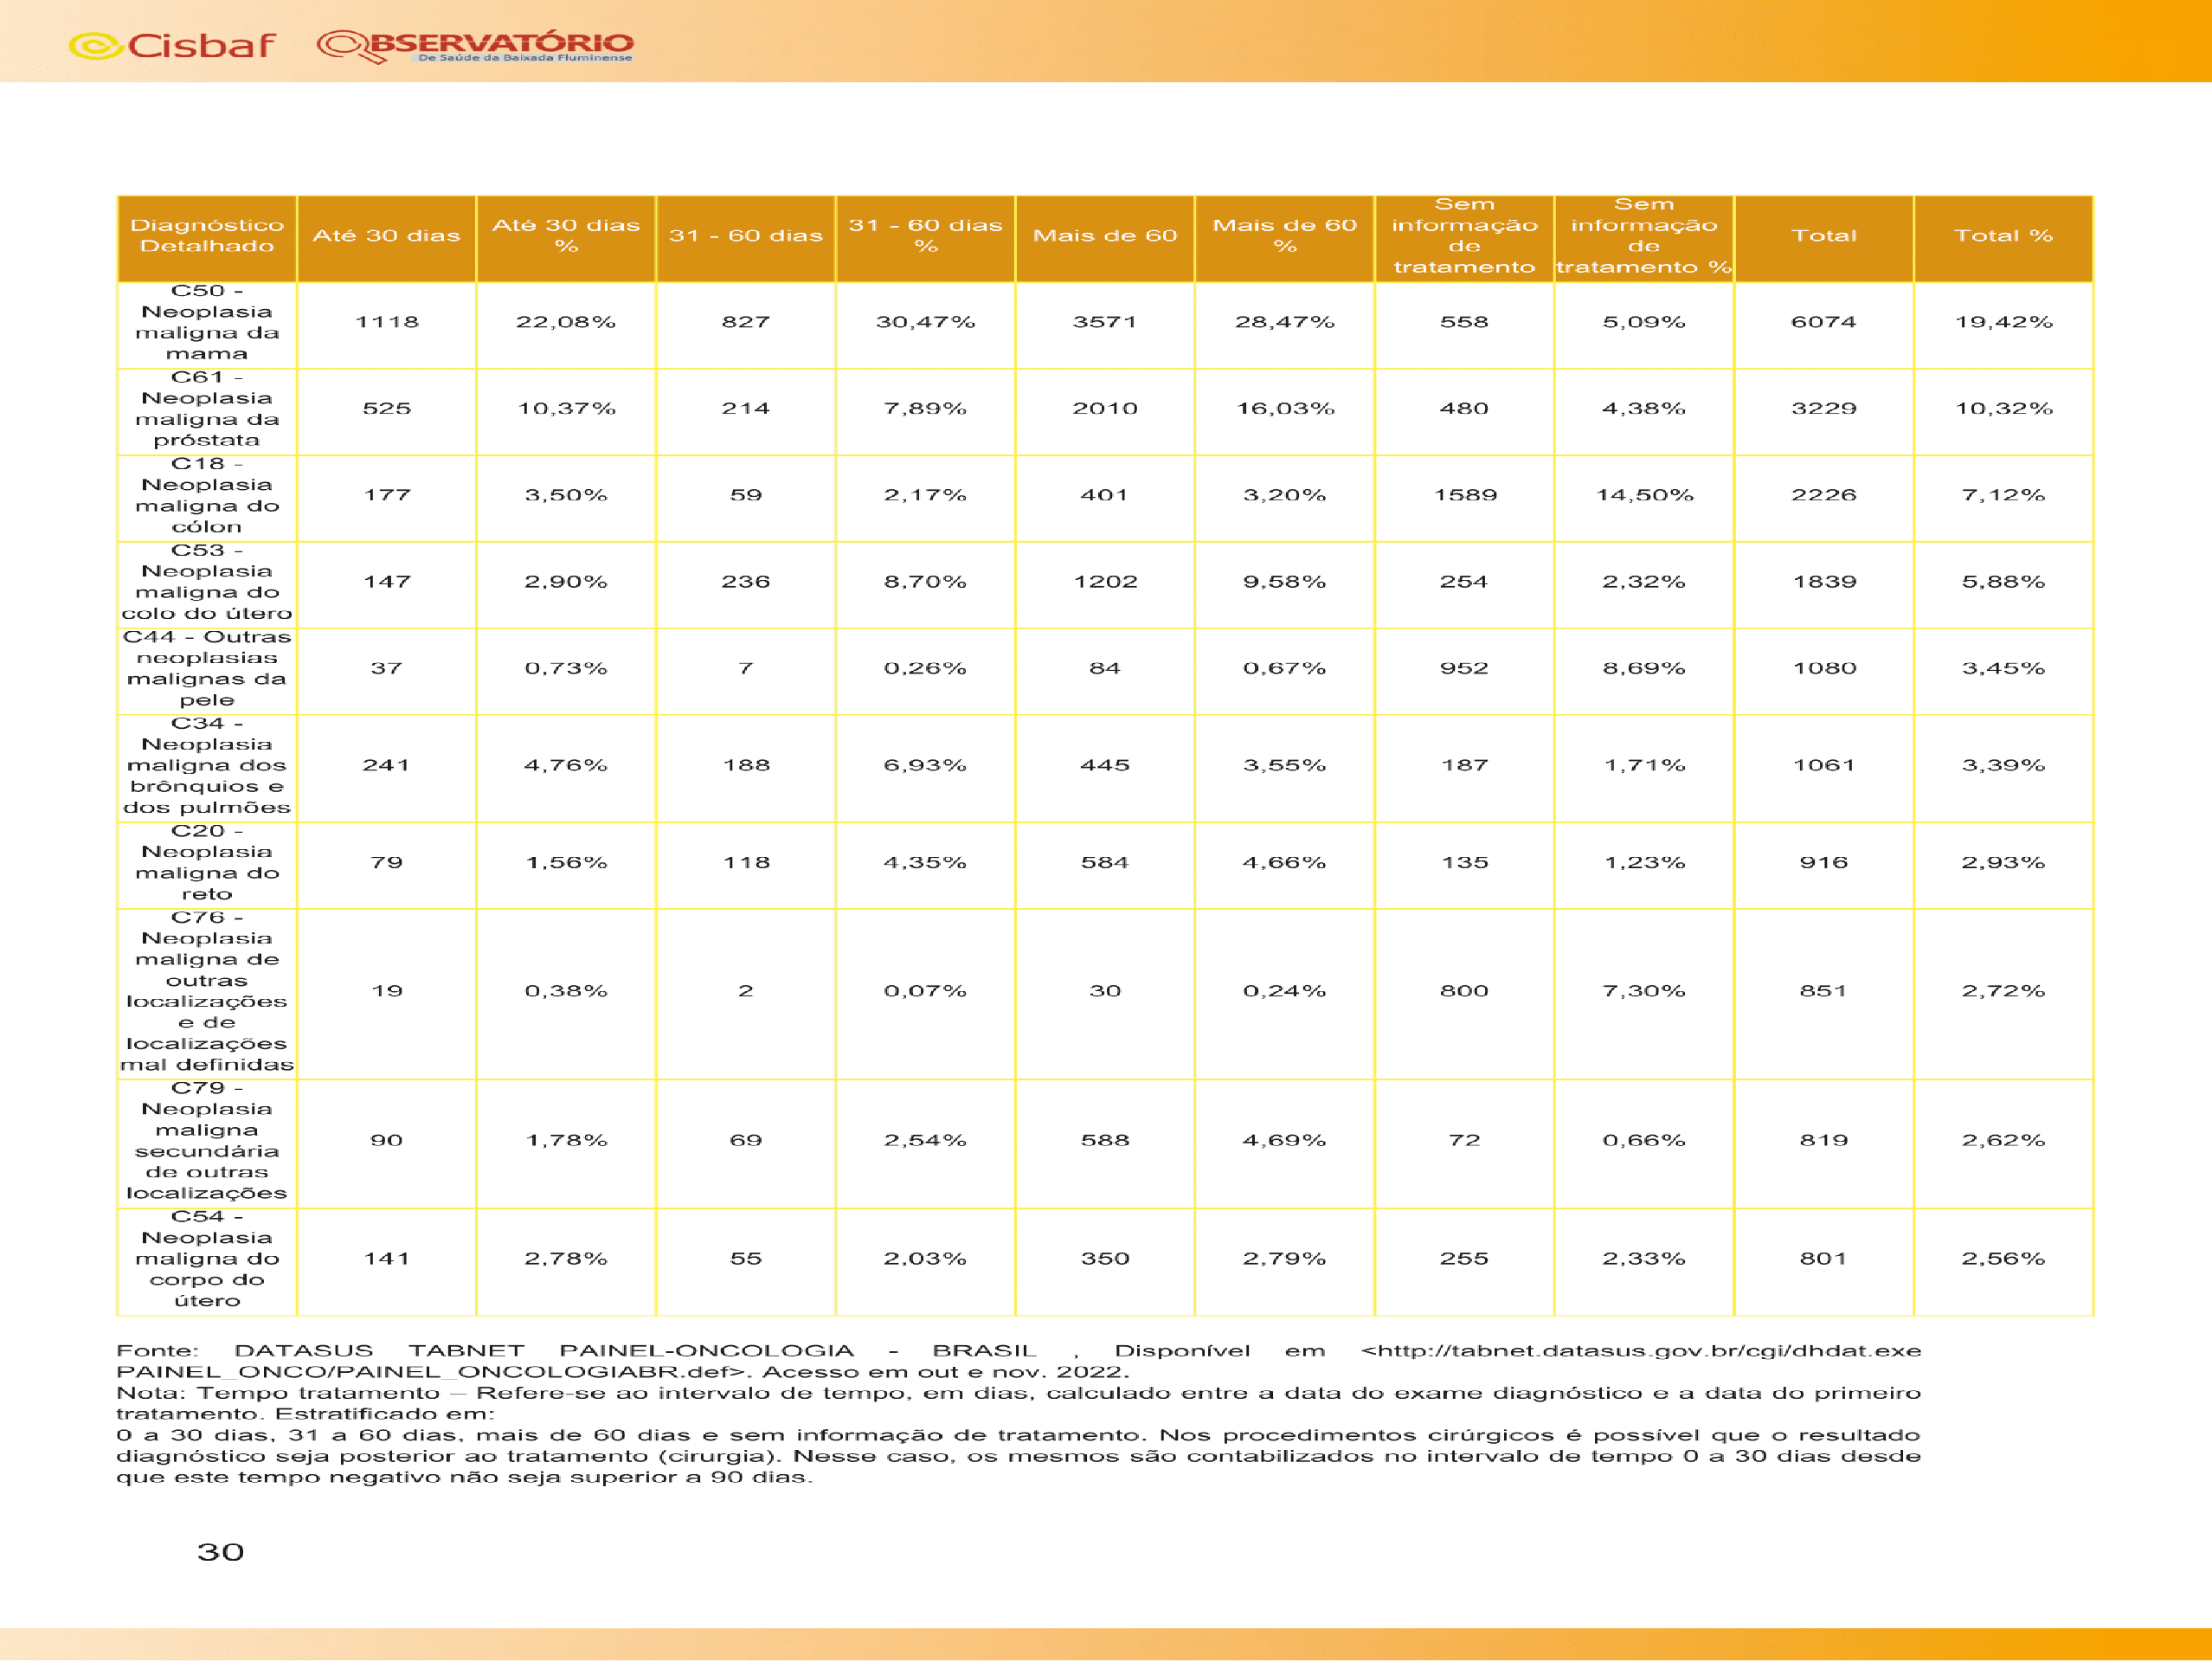 Cisbaf OBSERVATÓRIO
De Saúde da Baixada Fluminense
Diagnóstico Detalhado Até 30 dias Até 30 dias % 31 - 60 dias 31 - 60 dias % Mais de 60 Mais de 60 % Sem informação de tratamento Sem informação de tratamento % Total Total %
C50 - Neoplasia maligna da mama 1118 22,08% 827 30,47% 3571 28,47% 558 5,09% 6074 19,42%
C61 - Neoplasia maligna da próstata 525 10,37% 214 7,89% 2010 16,03% 480 4,38% 3229 10,32%
C18 - Neoplasia maligna do cólon 177 3,50% 59 2,17% 401 3,20% 1589 14,50% 2226 7,12%
C53 - Neoplasia maligna do colo do útero 147 2,90% 236 8,70% 1202 9,58% 254 2,32% 1839 5,88%
C44 - Outras neoplasias malignas da pele 37 0,73% 7 0,26% 84 0,67% 952 8,69% 1080 3,45%
C34 - Neoplasia maligna dos brônquios e dos pulmões 241 4,76% 188 6,93% 445 3,55% 187 1,71% 1061 3,39%
C20 - Neoplasia maligna do reto 79 1,56% 118 4,35% 584 4,66% 135 1,23% 916 2,93%
C76 - Neoplasia maligna de outras localizações e de localizações mal definidas 19 0,38% 2 0,07% 30 0,24% 800 7,30% 851 2,72%
C79 - Neoplasia maligna secundária de outras localizações 90 1,78% 69 2,54% 588 4,69% 72 0,66% 819 2,62%
C54 - Neoplasia maligna do corpo do útero 141 2,78% 55 2,03% 350 2,79% 255 2,33% 801 2,56%
Fonte: DATASUS TABNET PAINEL-ONCOLOGIA - BRASIL , Disponível em <http://tabnet.datasus.gov.br/cgi/dhdat.exe
PAINEL_ONCO/PAINEL_ONCOLOGIABR.def>. Acesso em out e nov. 2022.
Nota: Tempo tratamento – Refere-se ao intervalo de tempo, em dias, calculado entre a data do exame diagnóstico e a data do primeiro
tratamento. Estratificado em:
0 a 30 dias, 31 a 60 dias, mais de 60 dias e sem informação de tratamento. Nos procedimentos cirúrgicos é possível que o resultado
diagnóstico seja posterior ao tratamento (cirurgia). Nesse caso, os mesmos são contabilizados no intervalo de tempo 0 a 30 dias desde
que este tempo negativo não seja superior a 90 dias.
30